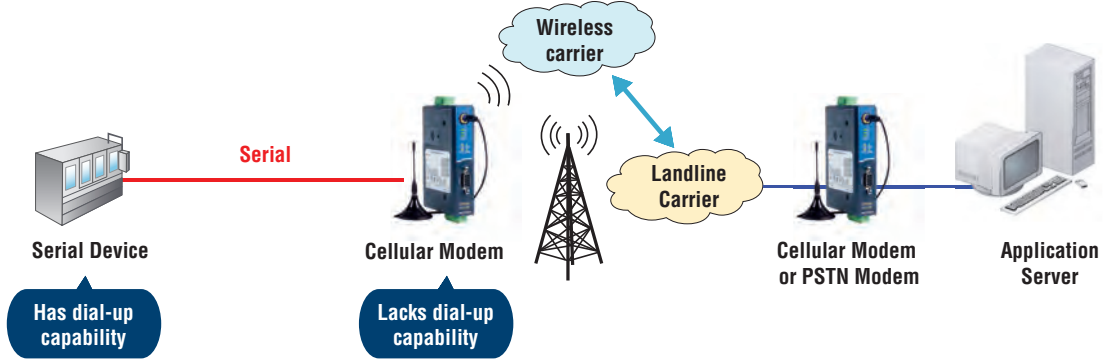 Wireless
carrier
Serial
Landline
Carrier
Serial Device
Cellular Modem
Cellular Modem
or PSTN Modem
Application
Server
Has dial-up
capability
Lacks dial-up
capability